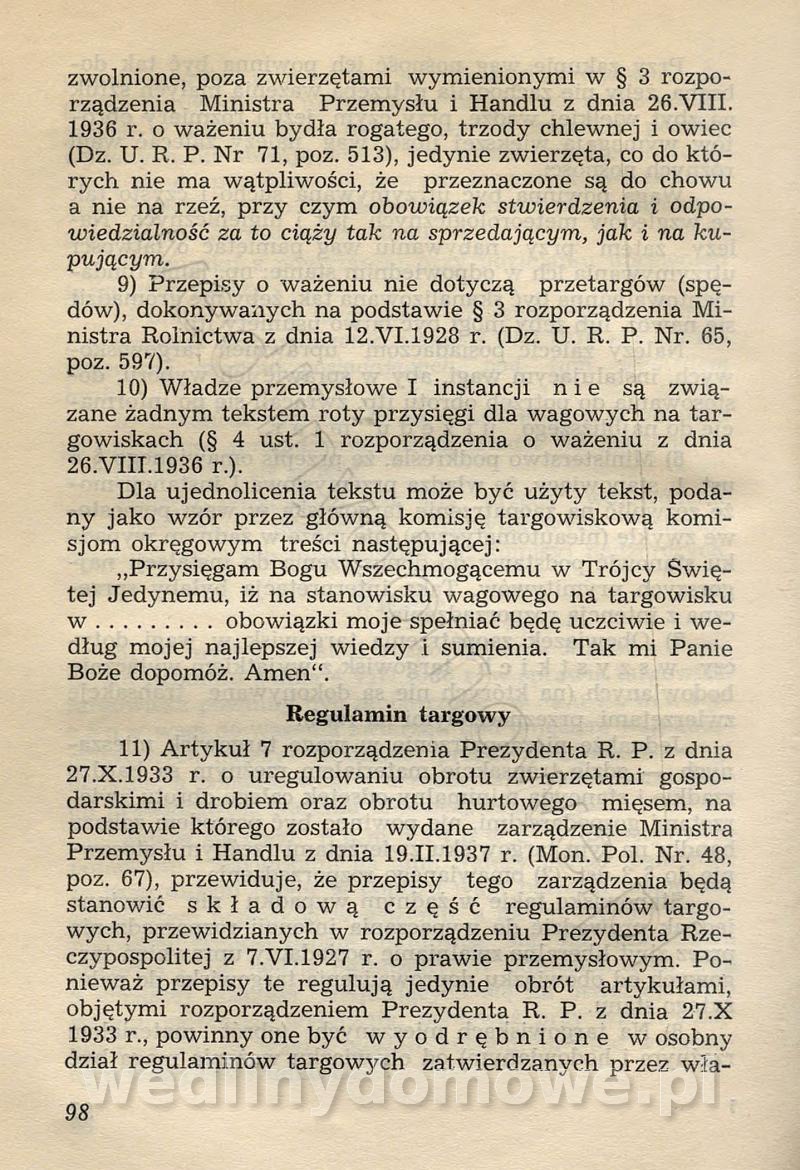 zwolnione, poza zwierzętami wymienionymi w § 3 rozpo-
rządzenia Ministra Przemysłu i Handlu z dnia 26.VIII.
1936 r. o ważeniu bydła rogatego, trzody chlewnej i owiec
(Dz. U. R. P. Nr 71, poz. 513), jedynie zwierzęta, co do któ-
rych nie ma wątpliwości, że przeznaczone są do chowu
a nie na rzeź, przy czym obowiązek stwierdzenia i odpo-
wiedzialność za to ciąży tak na sprzedającym, jak i na ku-
pującym.
9) Przepisy o ważeniu nie dotyczą przetargów (spę-
dów), dokonywanych na podstawie § 3 rozporządzenia Mi-
nistra Rolnictwa z dnia 12.VI.1928 r. (Dz. U. R. P. Nr. 65,
poz. 597).
10) Władze przemysłowe I instancji n i e są zwią-
zane żadnym tekstem roty przysięgi dla wagowych na tar-
gowiskach (§ 4 ust. 1 rozporządzenia o ważeniu z dnia
26.VIII.1936 r.).
Dla ujednolicenia tekstu może być użyty tekst, poda-
ny jako wzór przez główną komisję targowiskową komi-
sjom okręgowym treści następującej:
„Przysięgam Bogu Wszechmogącemu w Trójcy Świę-
tej Jedynemu, iż na stanowisku wagowego na targowisku
w . . . . . . . . . obowiązki moje spełniać będę uczciwie i we-
dług mojej najlepszej wiedzy i sumienia. Tak mi Panie
Boże dopomóż. Amen“.
Regulamin targowy
11) Artykuł 7 rozporządzenia Prezydenta R. P. z dnia
27.X.1933 r. o uregulowaniu obrotu zwierzętami gospo-
darskimi i drobiem oraz obrotu hurtowego mięsem, na
podstawie którego zostało wydane zarządzenie Ministra
Przemysłu i Handlu z dnia 19.II.1937 r. (Mon. Pol. Nr. 48,
poz. 67), przewiduje, że przepisy tego zarządzenia będą
stanowić s k ł a d o w ą c z ę ś ć regulaminów targo-
wych, przewidzianych w rozporządzeniu Prezydenta Rze-
czypospolitej z 7.VI.1927 r. o prawie przemysłowym. Po-
nieważ przepisy te regulują jedynie obrót artykułami,
objętymi rozporządzeniem Prezydenta R. P. z dnia 27.X
1933 r., powinny one być w y o d r ę b n i o n e w osobny
dział regulaminów targowych zatwierdzanych przez wła-
wedlinydomowe.pl
98